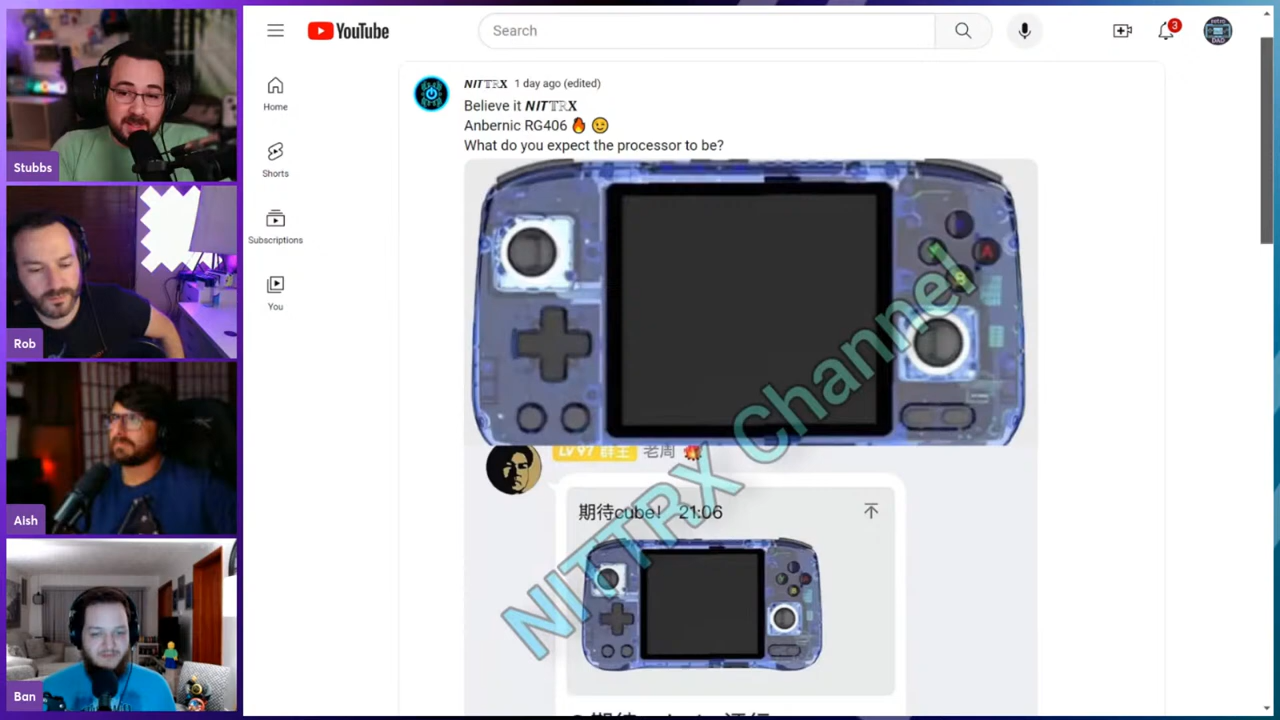 Stubbs
Rob
Aish
Ban
YouTube
Search
3
Home
Shorts
Subscriptions
You
NITTRX 1 day ago (edited)
Believe it NITTRX
Anbernic RG406 🔥 😉
What do you expect the processor to be?
A
NITTRX Channel
LV97 群主 老周
期待cube! 21:06